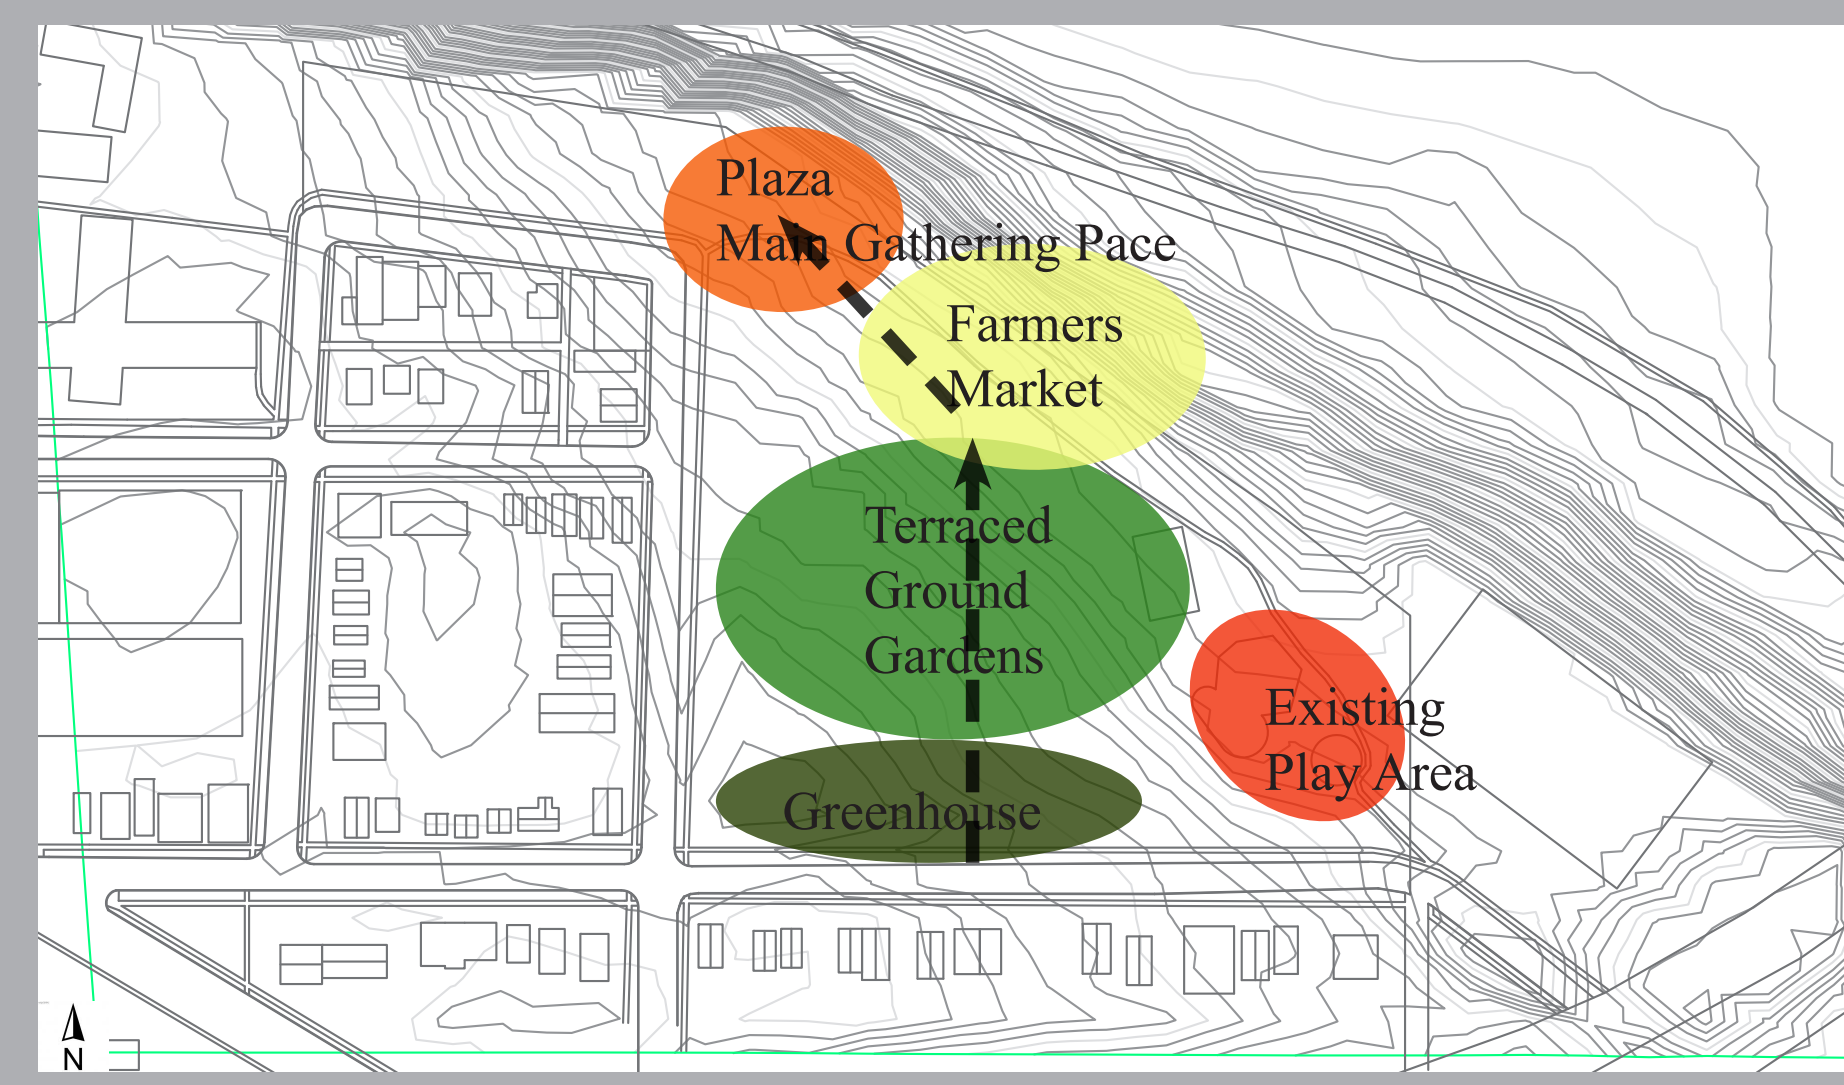 Plaza
Main Gathering Pace
Farmers
Market
Terraced
Ground
Gardens
Existing
Play Area
Greenhouse
N